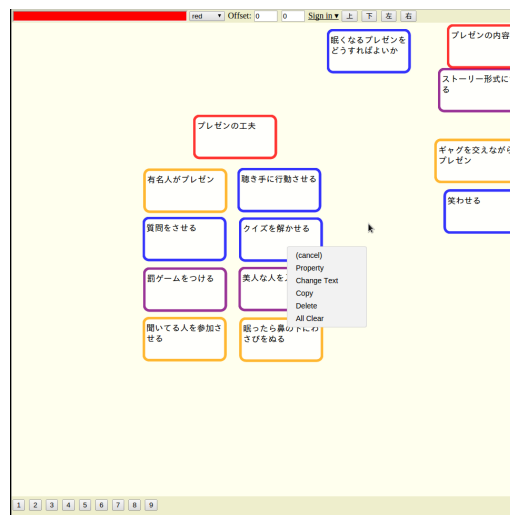 red Offset: 0 0 Sign in ▾ 上 下 左 右
眠くなるプレゼンを
どうすればよいか
プレゼンの内容
ストーリー形式に
る
プレゼンの工夫
ギャグを交えながら
プレゼン
有名人がプレゼン
聴き手に行動させる
笑わせる
質問をさせる
クイズを解かせる
(cancel)
Property
Change Text
Copy
Delete
All Clear
罰ゲームをつける
美人な人を
聞いてる人を参加さ
せる
眠ったら鼻の下にわ
さびをぬる
1 2 3 4 5 6 7 8 9